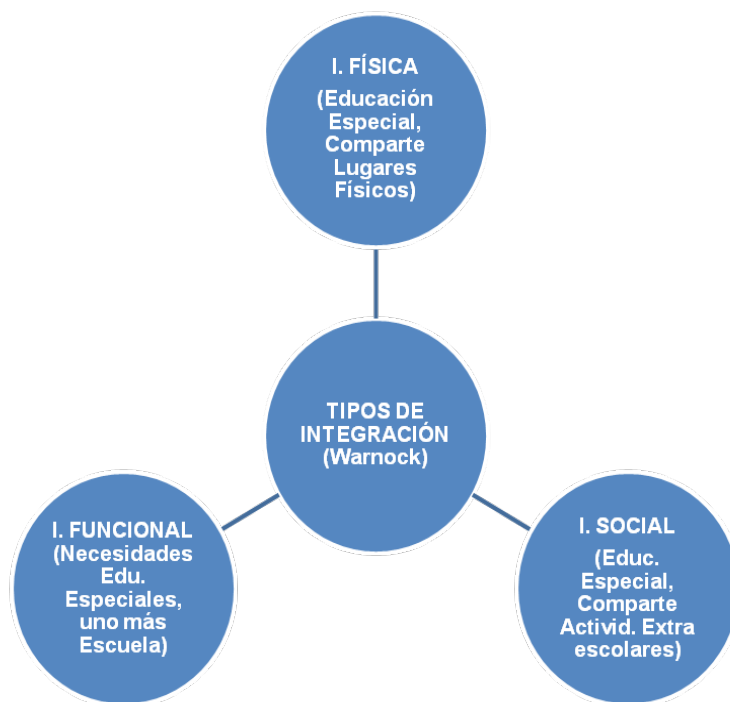 I. FÍSICA
(Educación
Especial,
Comparte
Lugares
Físicos)
TIPOS DE
INTEGRACIÓN
(Warnock)
I. FUNCIONAL
(Necesidades
Edu.
Especiales,
uno más
Escuela)
I. SOCIAL
(Educ.
Especial,
Comparte
Activid. Extra
escolares)